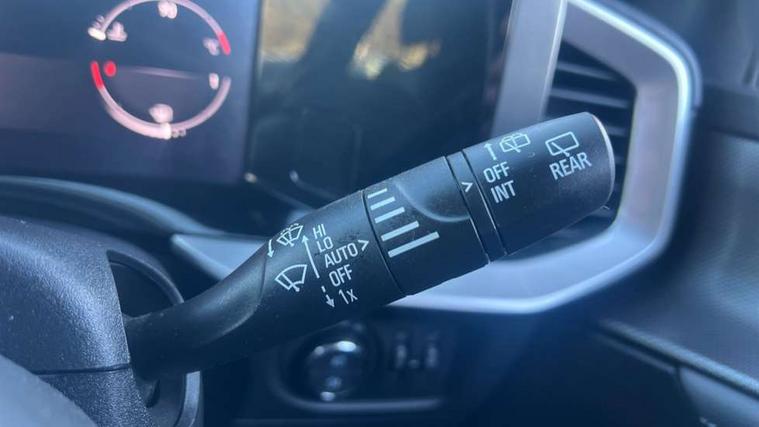 HI
LO
AUTO
OFF
1x
OFF
INT
REAR